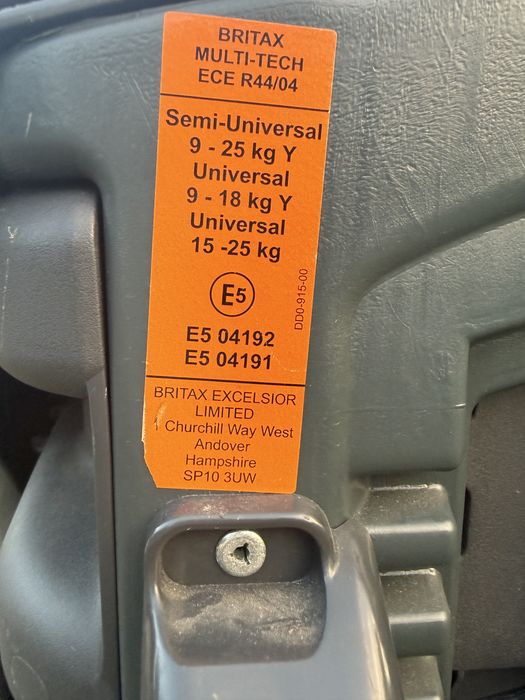 BRITAX
MULTI-TECH
ECE R44/04
Semi-Universal
9 - 25 kg Y
Universal
9 - 18 kg Y
Universal
15 -25 kg
E5
DD0-915-00
E5 04192
E5 04191
BRITAX EXCELSIOR
LIMITED
1 Churchill Way West
Andover
Hampshire
SP10 3UW